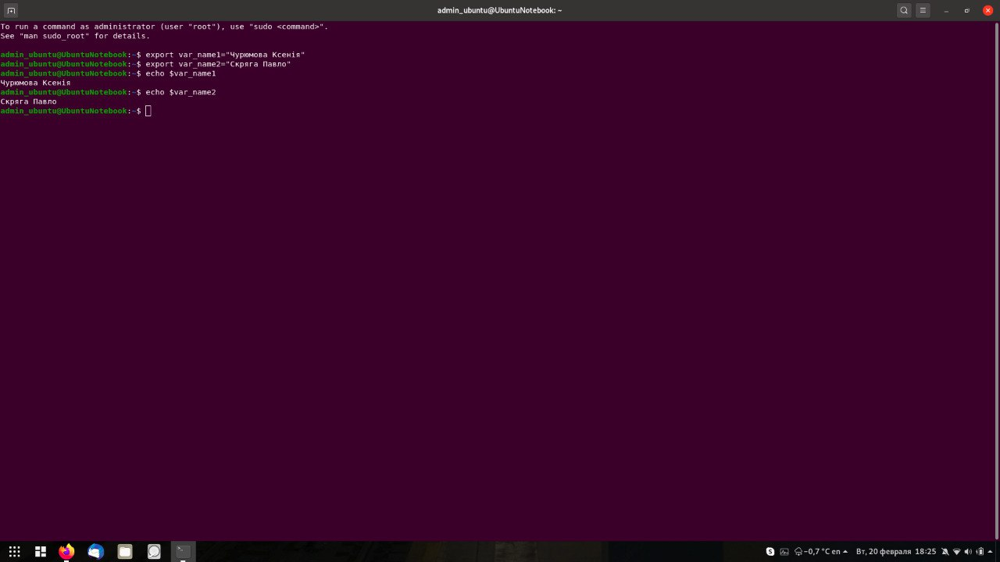 admin_ubuntu@UbuntuNotebook: ~
To run a command as administrator (user "root"), use "sudo <command>".
See "man sudo_root" for details.
admin_ubuntu@UbuntuNotebook:~$ export var_name1="Чурюмова Ксенія"
admin_ubuntu@UbuntuNotebook:~$ export var_name2="Скряга Павло"
admin_ubuntu@UbuntuNotebook:~$ echo $var_name1
Чурюмова Ксенія
admin_ubuntu@UbuntuNotebook:~$ echo $var_name2
Скряга Павло
admin_ubuntu@UbuntuNotebook:~$
-0,7 °C en Вт, 20 февраля 18:25